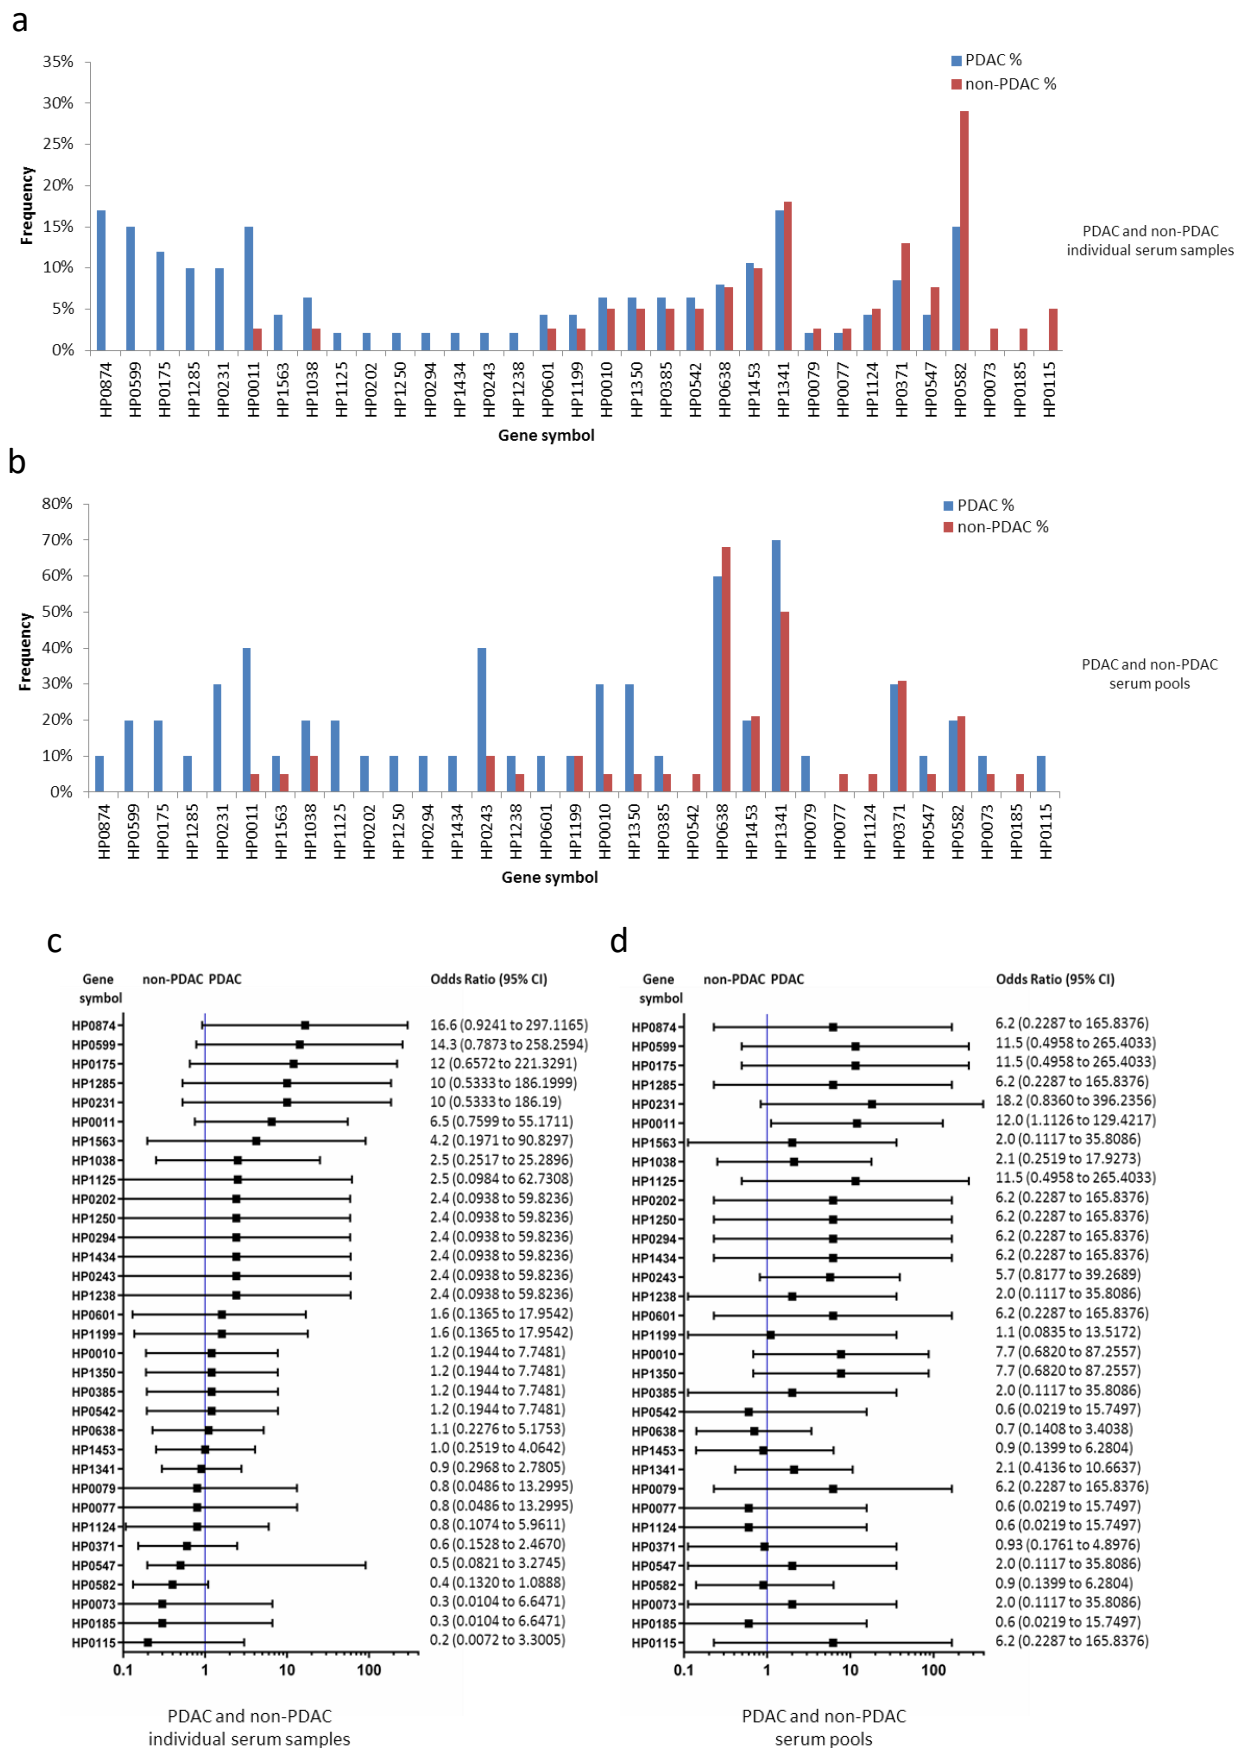 a
35%
30%
25%
20%
15%
10%
5%
0%
Frequency
PDAC %
non-PDAC %
HP0874
HP0599
HP0175
HP1285
HP0231
HP0011
HP1563
HP1038
HP1125
HP0202
HP1250
HP0294
HP1434
HP0243
HP1238
HP0601
HP1199
HP0010
HP1350
HP0385
HP0542
HP0638
HP1453
HP1341
HP0079
HP0077
HP1124
HP0371
HP0547
HP0582
HP0073
HP0185
HP0115
Gene symbol
PDAC and non-PDAC
individual serum samples
b
80%
70%
60%
50%
40%
30%
20%
10%
0%
Frequency
PDAC %
non-PDAC %
HP0874
HP0599
HP0175
HP1285
HP0231
HP0011
HP1563
HP1038
HP1125
HP0202
HP1250
HP0294
HP1434
HP0243
HP1238
HP0601
HP1199
HP0010
HP1350
HP0385
HP0542
HP0638
HP1453
HP1341
HP0079
HP0077
HP1124
HP0371
HP0547
HP0582
HP0073
HP0185
HP0115
Gene symbol
PDAC and non-PDAC
serum pools
c
Gene non-PDAC PDAC Odds Ratio (95% CI)
symbol
HP0874 16.6 (0.9241 to 297.1165)
HP0599 14.3 (0.7873 to 258.2594)
HP0175 12 (0.6572 to 221.3291)
HP1285 10 (0.5333 to 186.1999)
HP0231 10 (0.5333 to 186.19)
HP0011 6.5 (0.7599 to 55.1711)
HP1563 4.2 (0.1971 to 90.8297)
HP1038 2.5 (0.2517 to 25.2896)
HP1125 2.5 (0.0984 to 62.7308)
HP0202 2.4 (0.0938 to 59.8236)
HP1250 2.4 (0.0938 to 59.8236)
HP0294 2.4 (0.0938 to 59.8236)
HP1434 2.4 (0.0938 to 59.8236)
HP0243 2.4 (0.0938 to 59.8236)
HP1238 2.4 (0.0938 to 59.8236)
HP0601 1.6 (0.1365 to 17.9542)
HP1199 1.6 (0.1365 to 17.9542)
HP0010 1.2 (0.1944 to 7.7481)
HP1350 1.2 (0.1944 to 7.7481)
HP0385 1.2 (0.1944 to 7.7481)
HP0542 1.2 (0.1944 to 7.7481)
HP0638 1.1 (0.2276 to 5.1753)
HP1453 1.0 (0.2519 to 4.0642)
HP1341 0.9 (0.2968 to 2.7805)
HP0079 0.8 (0.0486 to 13.2995)
HP0077 0.8 (0.0486 to 13.2995)
HP1124 0.8 (0.1074 to 5.9611)
HP0371 0.6 (0.1528 to 2.4670)
HP0547 0.5 (0.0821 to 3.2745)
HP0582 0.4 (0.1320 to 1.0888)
HP0073 0.3 (0.0104 to 6.6471)
HP0185 0.3 (0.0104 to 6.6471)
HP0115 0.2 (0.0072 to 3.3005)
0.1 1 10 100
PDAC and non-PDAC
individual serum samples
d
Gene non-PDAC PDAC Odds Ratio (95% CI)
symbol
HP0874 6.2 (0.2287 to 165.8376)
HP0599 11.5 (0.4958 to 265.4033)
HP0175 11.5 (0.4958 to 265.4033)
HP1285 6.2 (0.2287 to 165.8376)
HP0231 18.2 (0.8360 to 396.2356)
HP0011 12.0 (1.1126 to 129.4217)
HP1563 2.0 (0.1117 to 35.8086)
HP1038 2.1 (0.2519 to 17.9273)
HP1125 11.5 (0.4958 to 265.4033)
HP0202 6.2 (0.2287 to 165.8376)
HP1250 6.2 (0.2287 to 165.8376)
HP0294 6.2 (0.2287 to 165.8376)
HP1434 6.2 (0.2287 to 165.8376)
HP0243 5.7 (0.8177 to 39.2689)
HP1238 2.0 (0.1117 to 35.8086)
HP0601 6.2 (0.2287 to 165.8376)
HP1199 1.1 (0.0835 to 13.5172)
HP0010 7.7 (0.6820 to 87.2557)
HP1350 7.7 (0.6820 to 87.2557)
HP0385 2.0 (0.1117 to 35.8086)
HP0542 0.6 (0.0219 to 15.7497)
HP0638 0.7 (0.1408 to 3.4038)
HP1453 0.9 (0.1399 to 6.2804)
HP1341 2.1 (0.4136 to 10.6637)
HP0079 6.2 (0.2287 to 165.8376)
HP0077 0.6 (0.0219 to 15.7497)
HP1124 0.6 (0.0219 to 15.7497)
HP0371 0.93 (0.1761 to 4.8976)
HP0547 2.0 (0.1117 to 35.8086)
HP0582 0.9 (0.1399 to 6.2804)
HP0073 2.0 (0.1117 to 35.8086)
HP0185 0.6 (0.0219 to 15.7497)
HP0115 6.2 (0.2287 to 165.8376)
0.1 1 10 100
PDAC and non-PDAC
serum pools